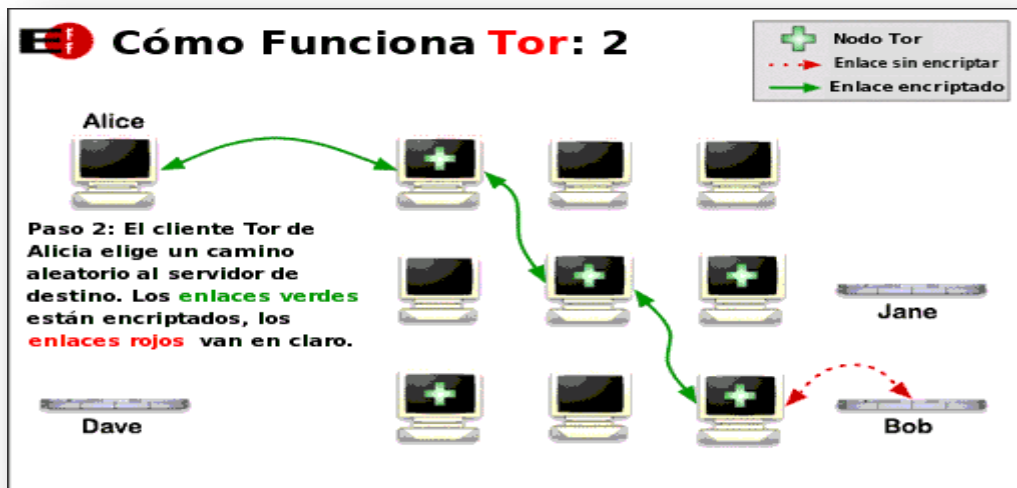 EFF Cómo Funciona Tor: 2
Nodo Tor
Enlace sin encriptar
Enlace encriptado
Alice
Paso 2: El cliente Tor de
Alicia elige un camino
aleatorio al servidor de
destino. Los enlaces verdes
están encriptados, los
enlaces rojos van en claro.
Jane
Dave
Bob